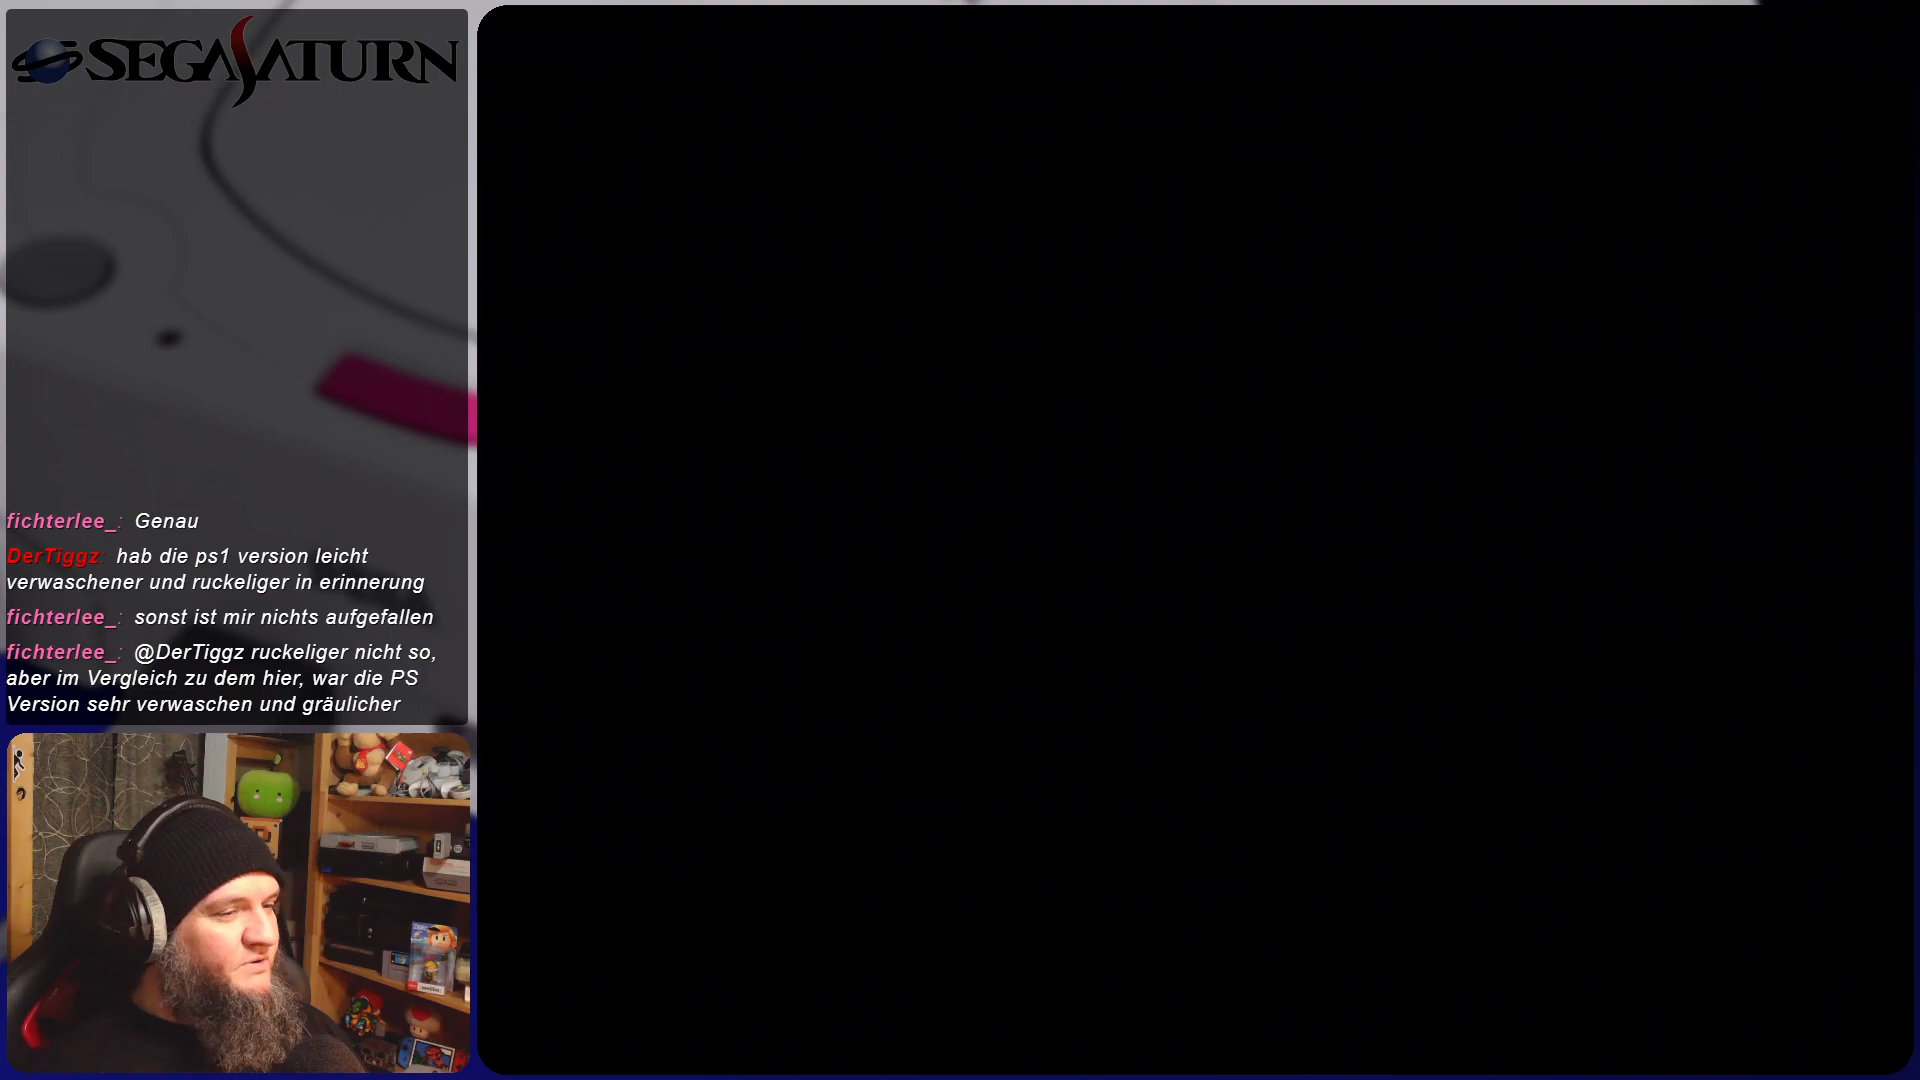 SEGA SATURN
fichterlee_: Genau
DerTiggz: hab die ps1 version leicht
verwaschener und ruckeliger in erinnerung
fichterlee_: sonst ist mir nichts aufgefallen
fichterlee_: @DerTiggz ruckeliger nicht so,
aber im Vergleich zu dem hier, war die PS
Version sehr verwaschen und gräulicher